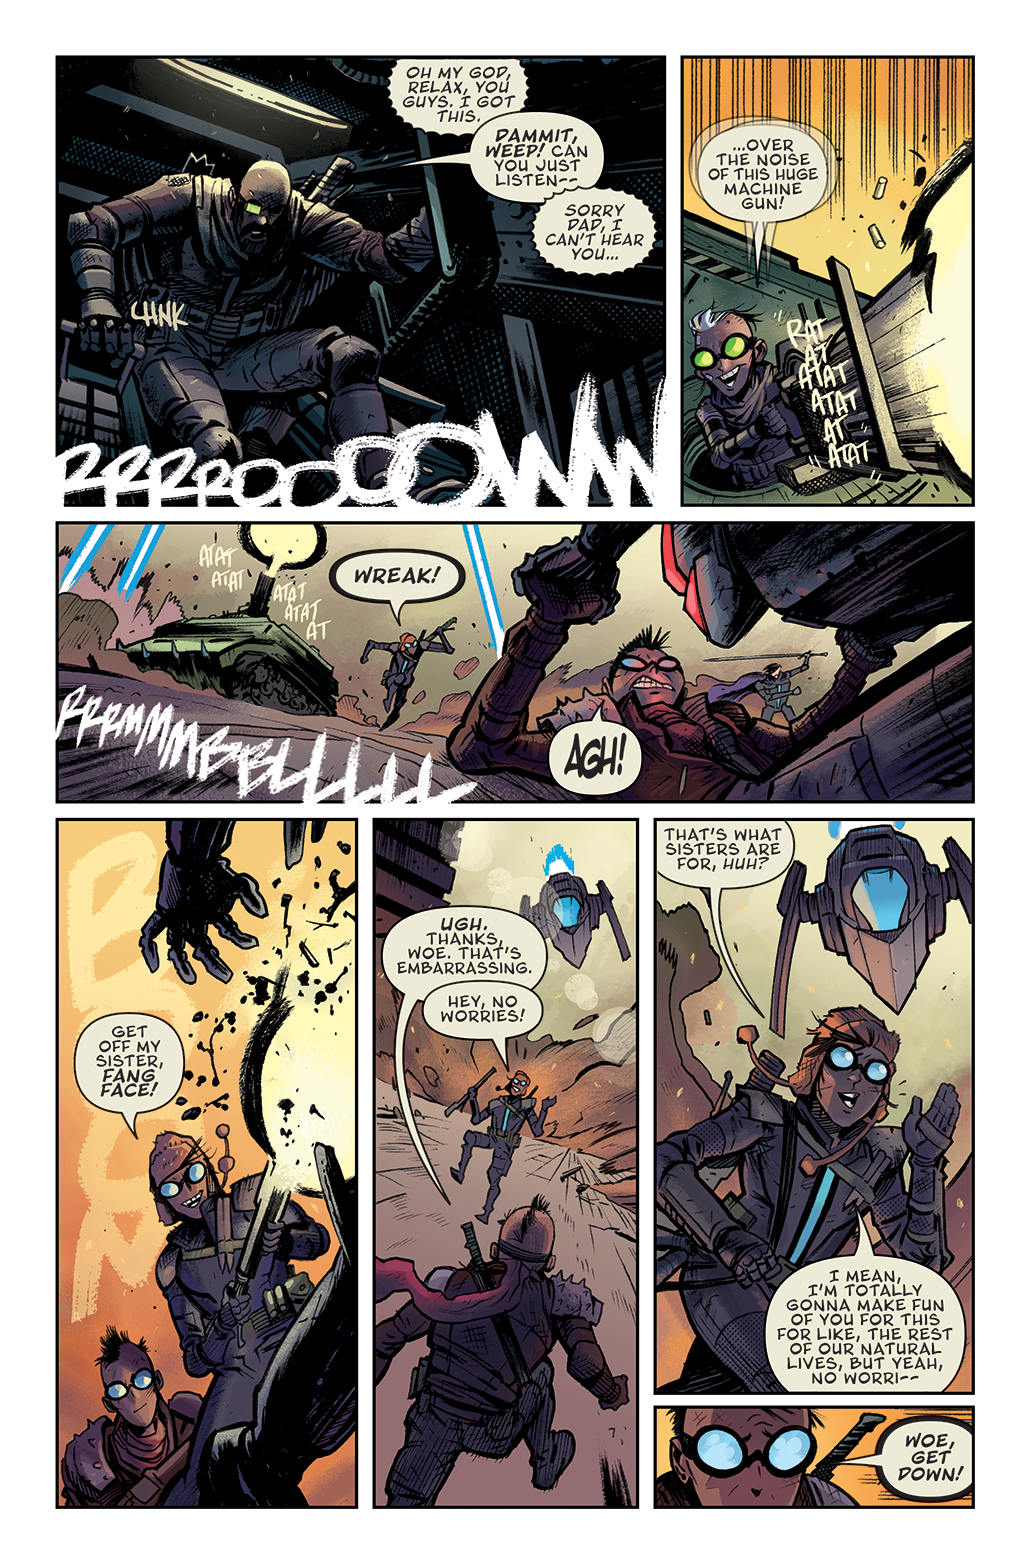 OH MY GOD,
RELAX, YOU
GUYS. I GOT
THIS.
DAMMIT,
WEEP! CAN
YOU JUST
LISTEN--
SORRY
DAD, I
CAN'T HEAR
YOU...
CHNK
RRRROOOOOOWWW
...OVER
THE NOISE
OF THIS HUGE
MACHINE
GUN!
"RAT
AT
ATAT
ATAT
AT
"ATAT"
ATAT
ATAT
ATAT
ATAT
AT
WREAK!
RRRMMMBBLLLLL
AGH!
BOOM
GET
OFF MY
SISTER,
FANG
FACE!
UGH.
THANKS,
WOE. THAT'S
EMBARRASSING.
HEY, NO
WORRIES!
THAT'S WHAT
SISTERS ARE
FOR, HUH?
I MEAN,
I'M TOTALLY
GONNA MAKE FUN
OF YOU FOR THIS
FOR LIKE, THE REST
OF OUR NATURAL
LIVES, BUT YEAH,
NO WORRI--
WOE,
GET
DOWN!